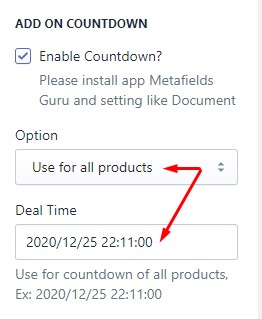 ADD ON COUNTDOWN
Enable Countdown?
Please install app Metafields
Guru and setting like Document
Option
Use for all products
Deal Time
2020/12/25 22:11:00
Use for countdown of all products,
Ex: 2020/12/25 22:11:00